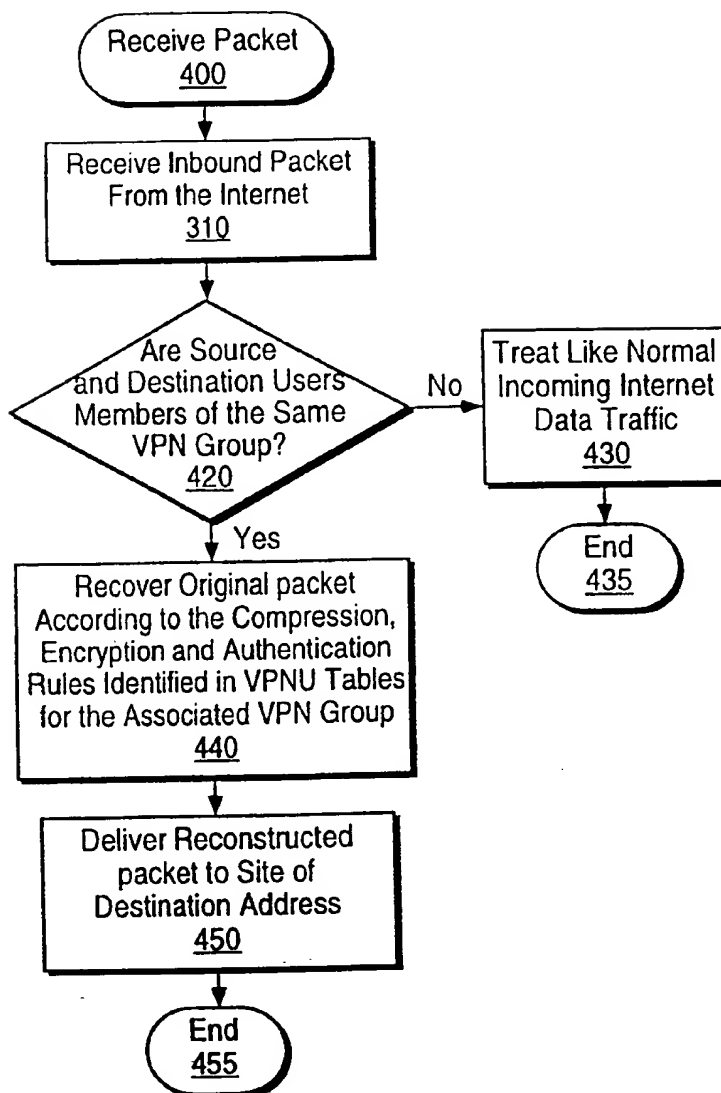 Receive Packet
400
Receive Inbound Packet
From the Internet
310
Are Source
and Destination Users
Members of the Same
VPN Group?
420
No
Treat Like Normal
Incoming Internet
Data Traffic
430
End
435
Yes
Recover Original packet
According to the Compression,
Encryption and Authentication
Rules Identified in VPNU Tables
for the Associated VPN Group
440
Deliver Reconstructed
packet to Site of
Destination Address
450
End
455